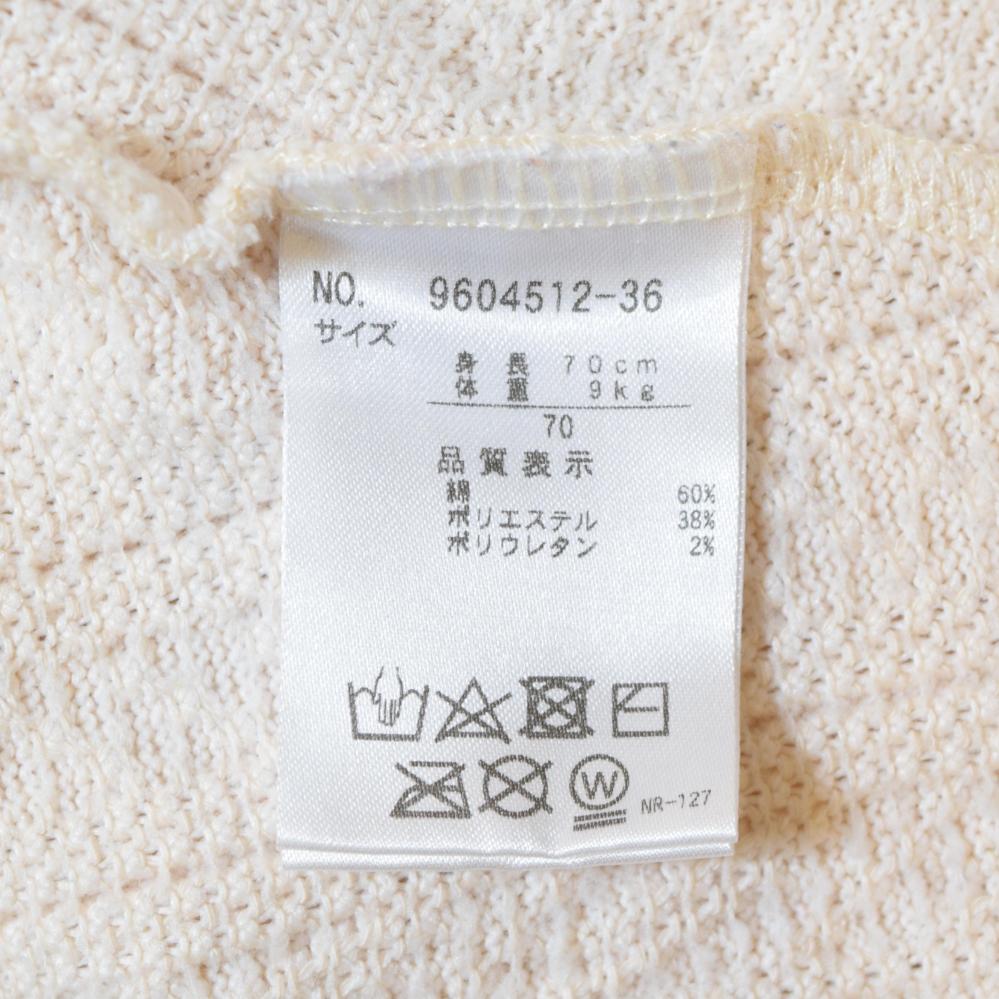 NO. 9604512-36
サイズ
身長 70cm
体重 9kg
70
品質表示
綿 60%
ポリエステル 38%
ポリウレタン 2%
W
NR-127